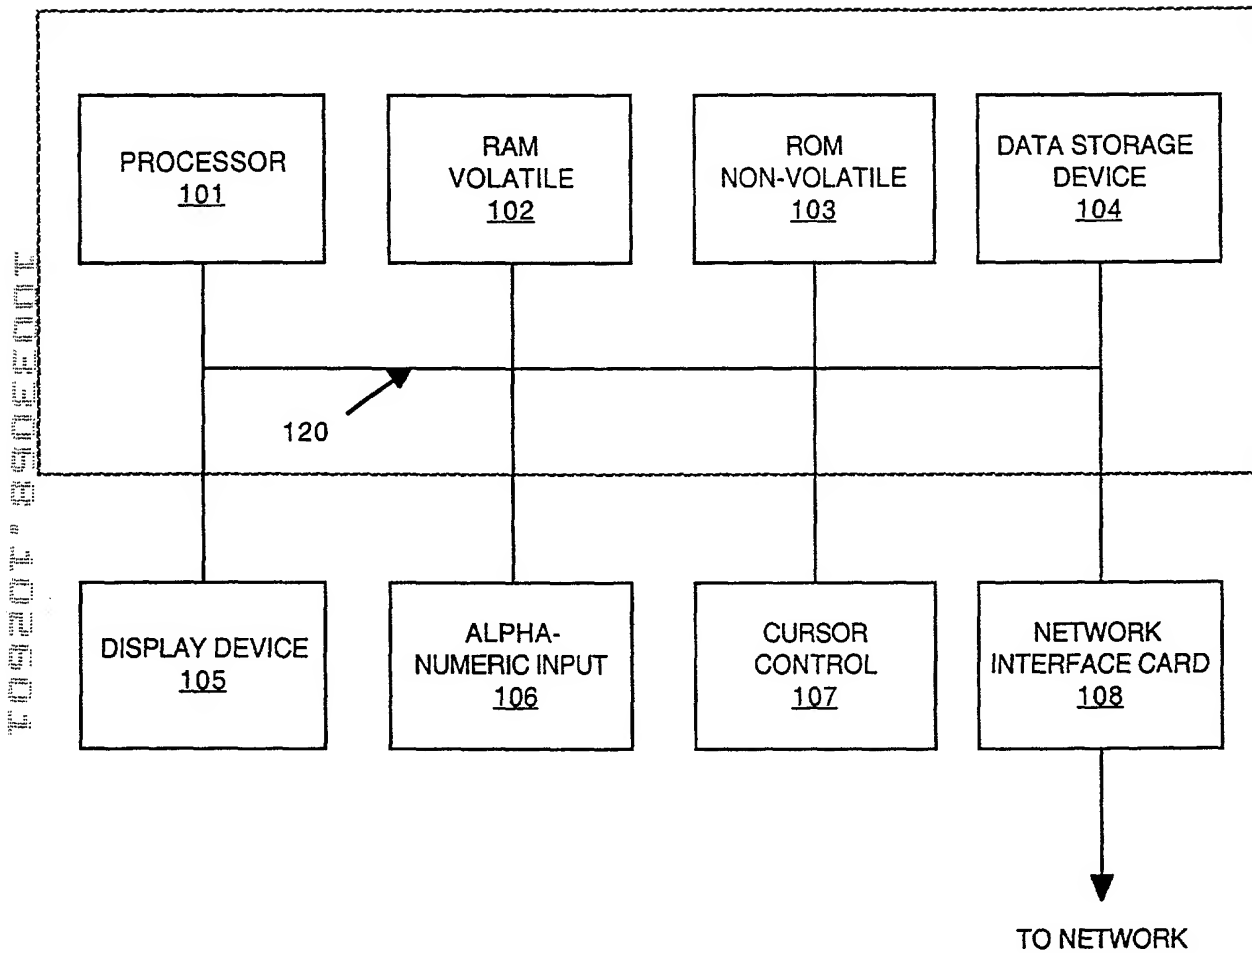 PROCESSOR
101
RAM
VOLATILE
102
ROM
NON-VOLATILE
103
DATA STORAGE
DEVICE
104
120
DISPLAY DEVICE
105
ALPHA-
NUMERIC INPUT
106
CURSOR
CONTROL
107
NETWORK
INTERFACE CARD
108
TO NETWORK